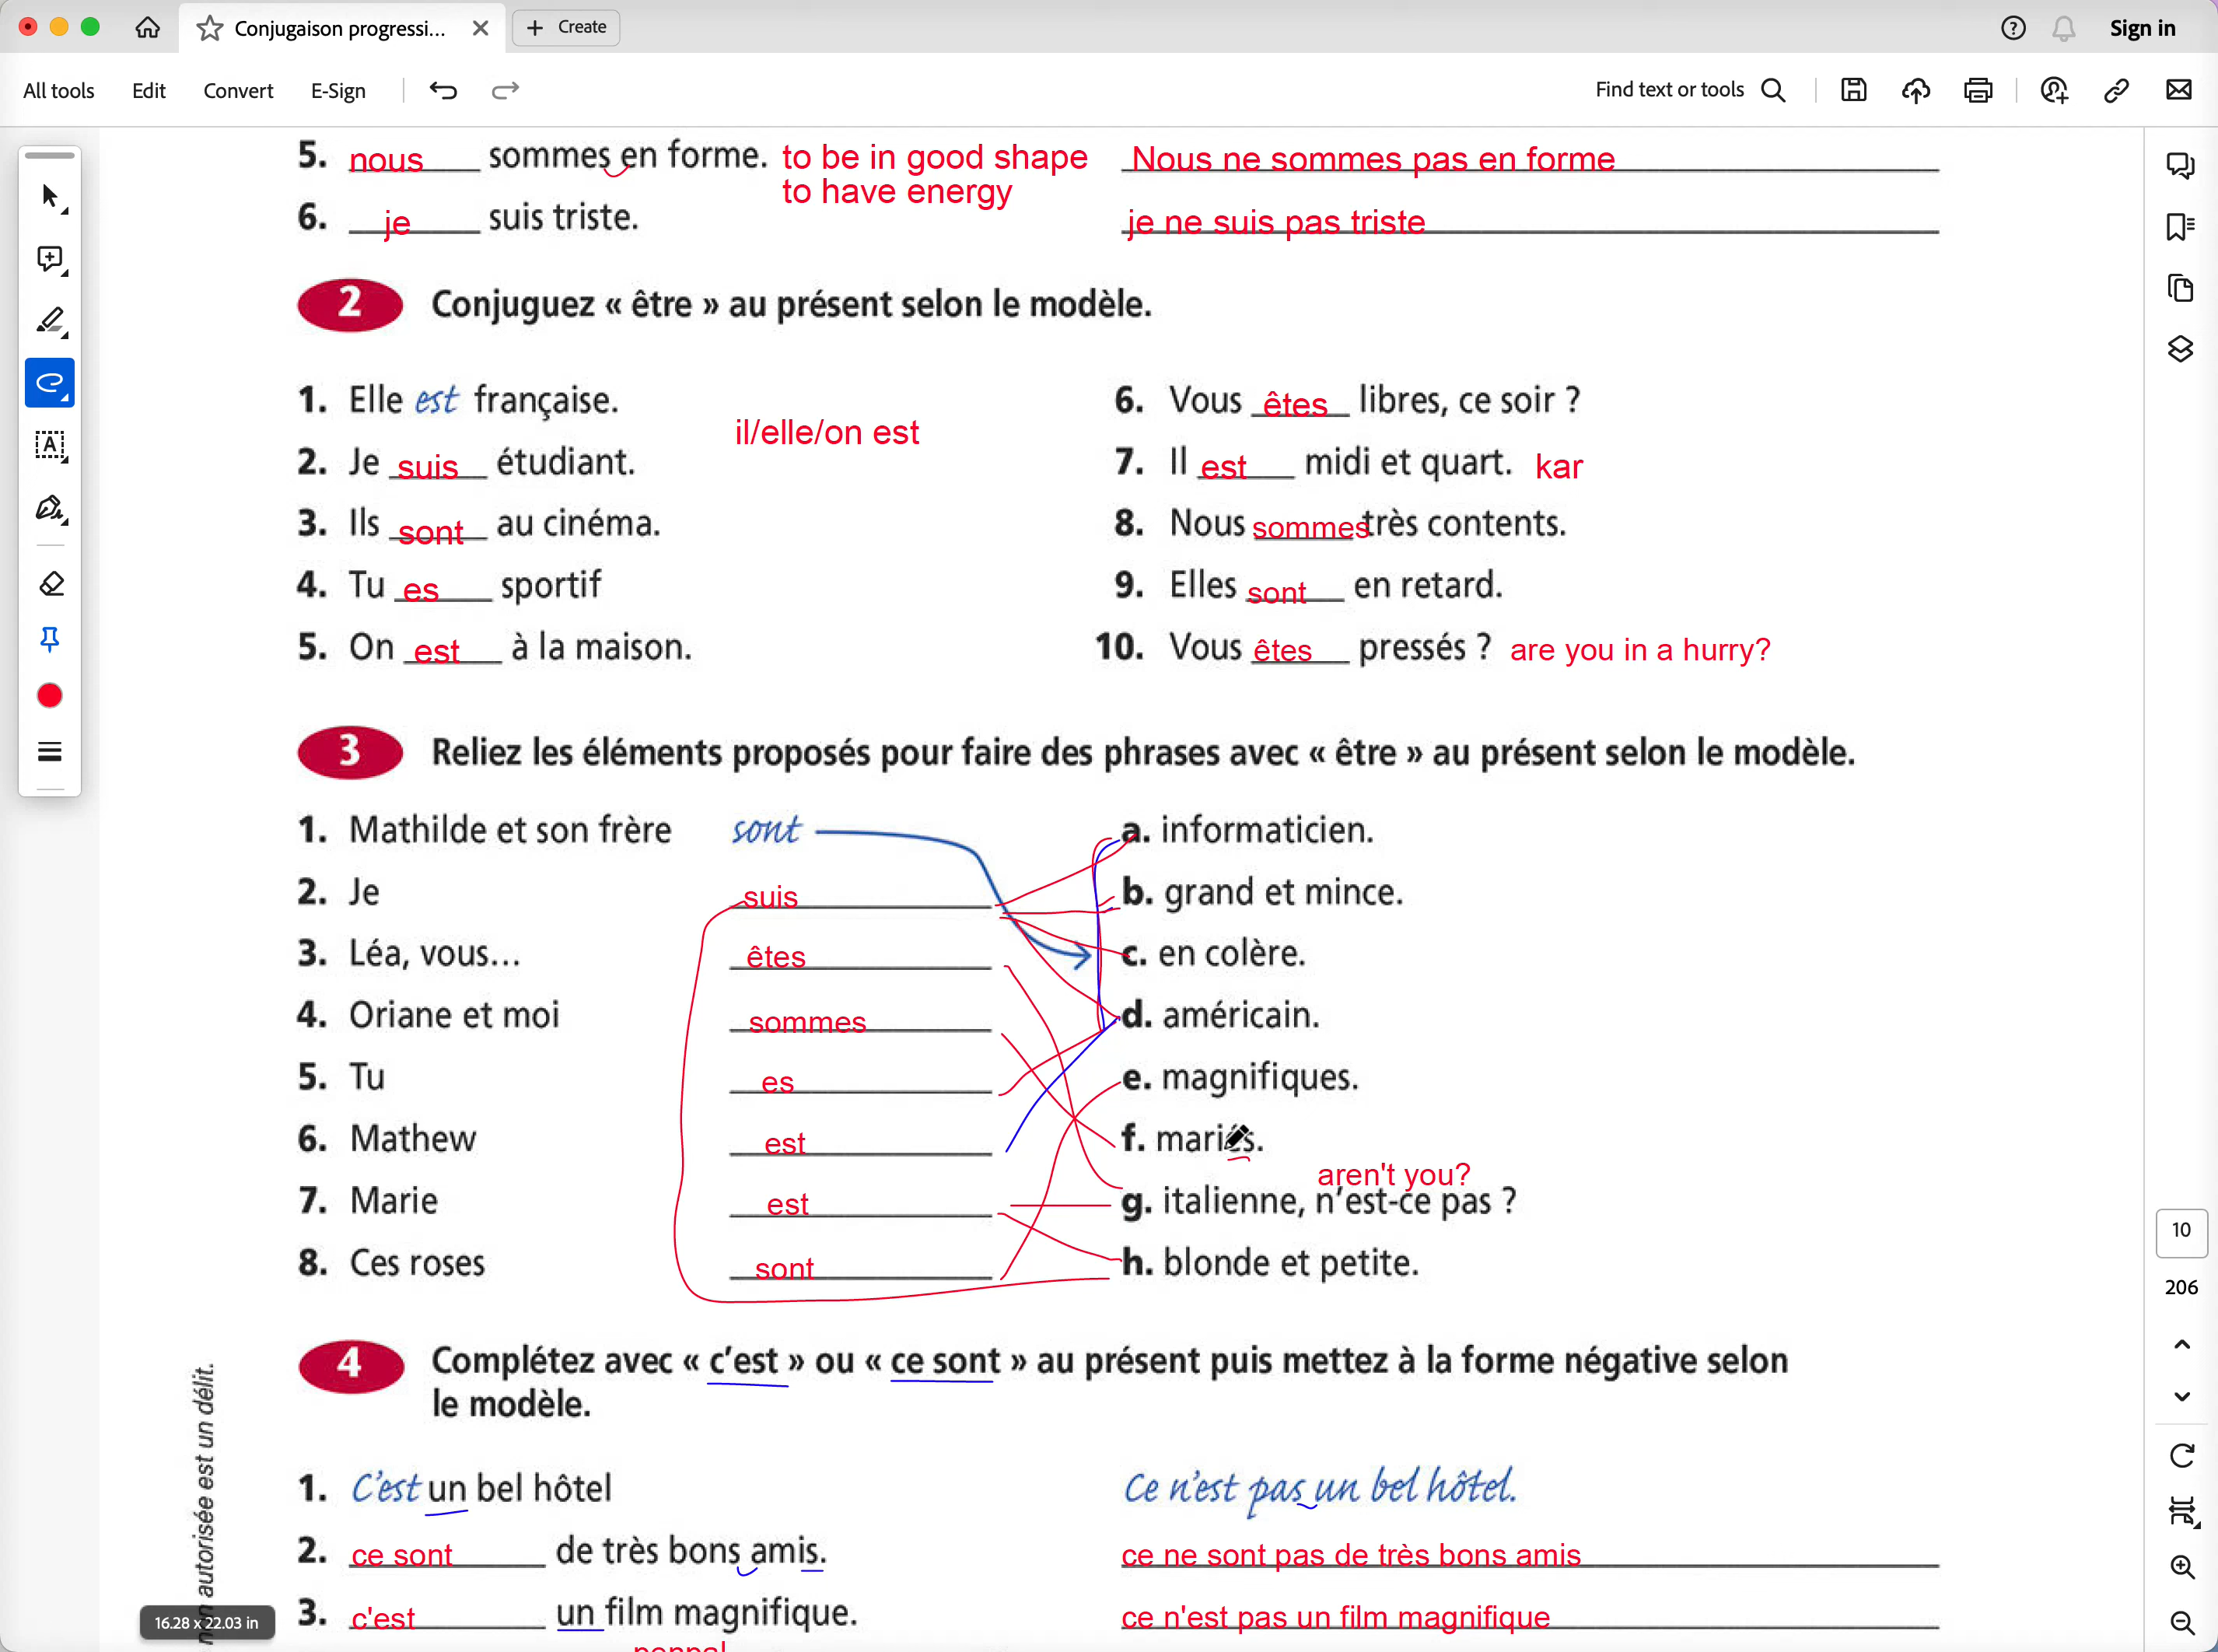 Conjugaison progressi...
Create
Sign in
All tools Edit Convert E-Sign
Find text or tools
5. nous sommes en forme. to be in good shape Nous ne sommes pas en forme
to have energy
6. je suis triste. je ne suis pas triste
2 Conjuguez « être » au présent selon le modèle.
1. Elle est française.
il/elle/on est
2. Je suis étudiant.
3. Ils sont au cinéma.
4. Tu es sportif
5. On est à la maison.
6. Vous êtes libres, ce soir ?
7. Il est midi et quart. kar
8. Nous sommes très contents.
9. Elles sont en retard.
10. Vous êtes pressés ? are you in a hurry?
3 Reliez les éléments proposés pour faire des phrases avec « être » au présent selon le modèle.
1. Mathilde et son frère sont a. informaticien.
2. Je suis b. grand et mince.
3. Léa, vous... êtes c. en colère.
4. Oriane et moi sommes d. américain.
5. Tu es e. magnifiques.
6. Mathew est f. mariés.
aren't you?
7. Marie est g. italienne, n'est-ce pas ?
8. Ces roses sont h. blonde et petite.
4 Complétez avec « c'est » ou « ce sont » au présent puis mettez à la forme négative selon
le modèle.
1. C'est un bel hôtel Ce n'est pas un bel hôtel.
2. ce sont de très bons amis. ce ne sont pas de très bons amis
3. c'est un film magnifique. ce n'est pas un film magnifique
autorisée est un délit.
16.28 x 22.03 in
10
206